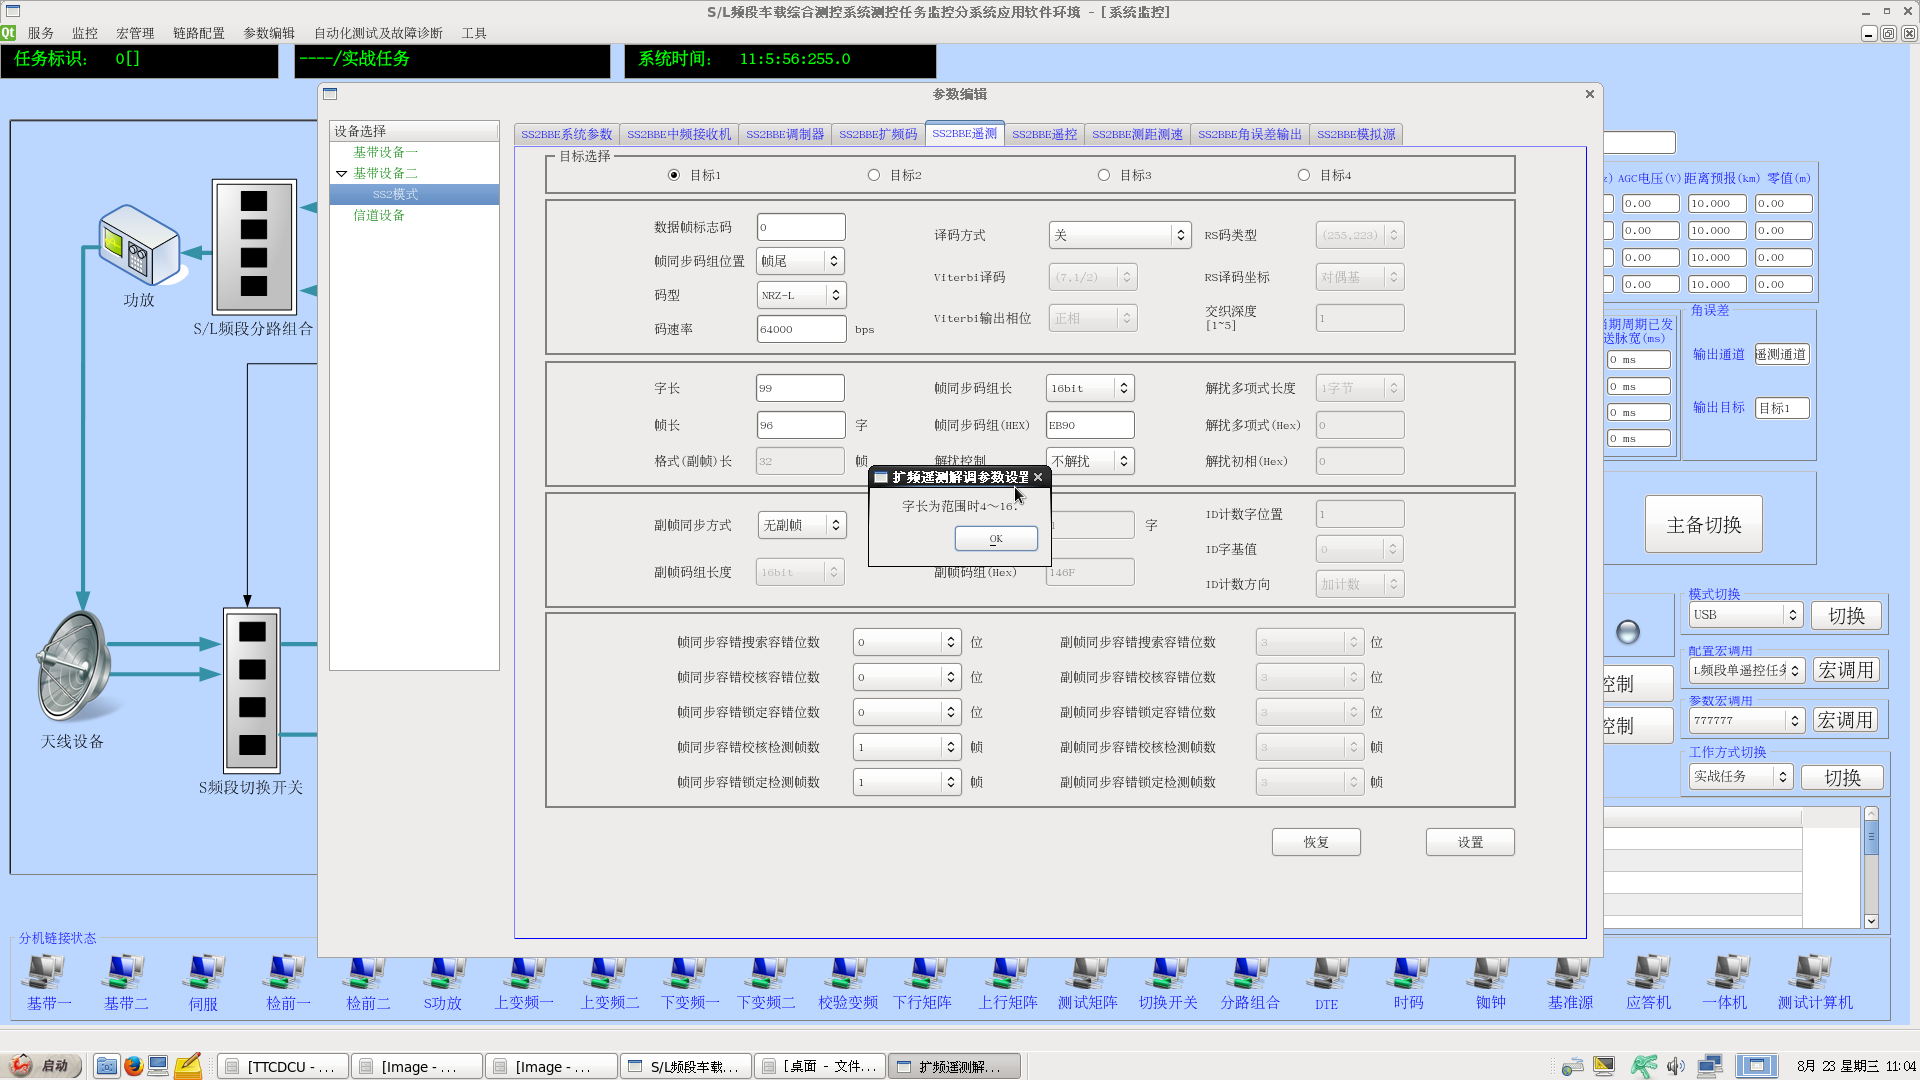 S/L频段车载综合测控系统测控任务监控分系统应用软件环境 - [系统监控]
服务 监控 宏管理 链路配置 参数编辑 自动化测试及故障诊断 工具
任务标识： 0[]
----/实战任务
系统时间： 11:5:56:255.0
参数编辑
设备选择
基带设备一
基带设备二
SS2模式
信道设备
SS2BBE系统参数 SS2BBE中频接收机 SS2BBE调制器 SS2BBE扩频码 SS2BBE遥测 SS2BBE遥控 SS2BBE测距测速 SS2BBE角误差输出 SS2BBE模拟源
目标选择
目标1 目标2 目标3 目标4
数据帧标志码 0
帧同步码组位置 帧尾
码型 NRZ-L
码速率 64000 bps
译码方式 关
Viterbi译码 (7,1/2)
Viterbi输出相位 正相
RS码类型 (255,223)
RS译码坐标 对偶基
交织深度
[1~5]
1
字长 99
帧长 96 字
格式(副帧)长 32 帧
帧同步码组长 16bit
帧同步码组(HEX) EB90
解扰控制 不解扰
解扰多项式长度 1字节
解扰多项式(Hex) 0
解扰初相(Hex) 0
扩频遥测解调参数设置
字长为范围时4～16.
OK
副帧同步方式 无副帧
副帧码组长度 16bit
1 字
副帧码组(Hex) 146F
ID计数字位置 1
ID字基值 0
ID计数方向 加计数
帧同步容错搜索容错位数 0 位
帧同步容错校核容错位数 0 位
帧同步容错锁定容错位数 0 位
帧同步容错校核检测帧数 1 帧
帧同步容错锁定检测帧数 1 帧
副帧同步容错搜索容错位数 3 位
副帧同步容错校核容错位数 3 位
副帧同步容错锁定容错位数 3 位
副帧同步容错校核检测帧数 3 帧
副帧同步容错锁定检测帧数 3 帧
恢复 设置
功放
S/L频段分路组合
天线设备
S频段切换开关
AGC电压(V) 距离预报(km) 零值(m)
0.00 10.000 0.00
0.00 10.000 0.00
0.00 10.000 0.00
0.00 10.000 0.00
期周期已发
送脉宽(ms)
0 ms
0 ms
0 ms
0 ms
角误差
输出通道 遥测通道
输出目标 目标1
主备切换
模式切换
USB 切换
配置宏调用
L频段单遥控任务 宏调用
参数宏调用
777777 宏调用
工作方式切换
实战任务 切换
控制
控制
分机链接状态
基带一 基带二 伺服 检前一 检前二 S功放 上变频一 上变频二 下变频一 下变频二 校验变频 下行矩阵 上行矩阵 测试矩阵 切换开关 分路组合 DTE 时码 铷钟 基准源 应答机 一体机 测试计算机
启动
[TTCDCU - ...
[Image - ...
[Image - ...
S/L频段车载...
[桌面 - 文件...
扩频遥测解...
8月 23 星期三 11:04